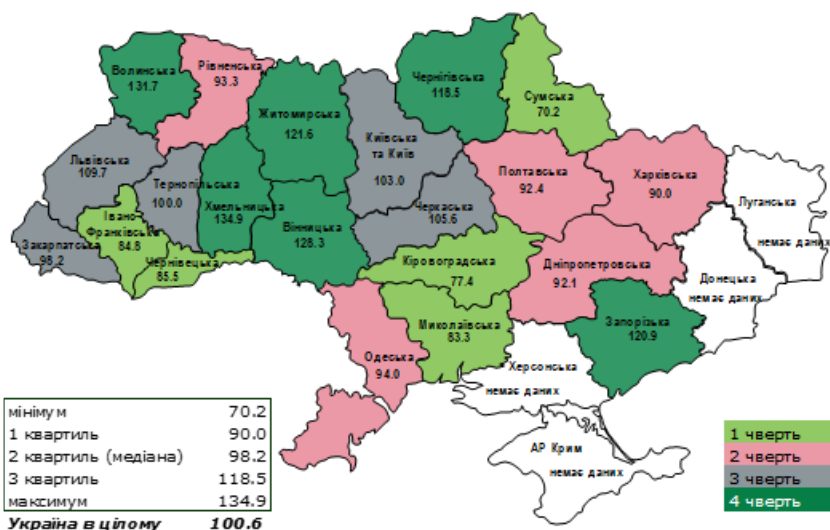 Волинська
131.7
Рівненська
93.3
Житомирська
121.6
Київська
та Київ
103.0
Чернігівська
118.5
Сумська
70.2
Львівська
109.7
Тернопільська
100.0
Хмельницька
134.9
Вінницька
128.3
Черкаська
105.6
Полтавська
92.4
Харківська
90.0
Луганська
немає даних
Івано
Франківська
84.8
Закарпатська
98.2
Чернівецька
85.5
Кіровоградська
77.4
Дніпропетровська
92.1
Донецька
немає даних
Миколаївська
83.3
Запорізька
120.9
Одеська
94.0
Херсонська
немає даних
АР Крим
немає даних
мінімум 70.2
1 квартиль 90.0
2 квартиль (медіана) 98.2
3 квартиль 118.5
максимум 134.9
Україна в цілому 100.6
1 чверть
2 чверть
3 чверть
4 чверть